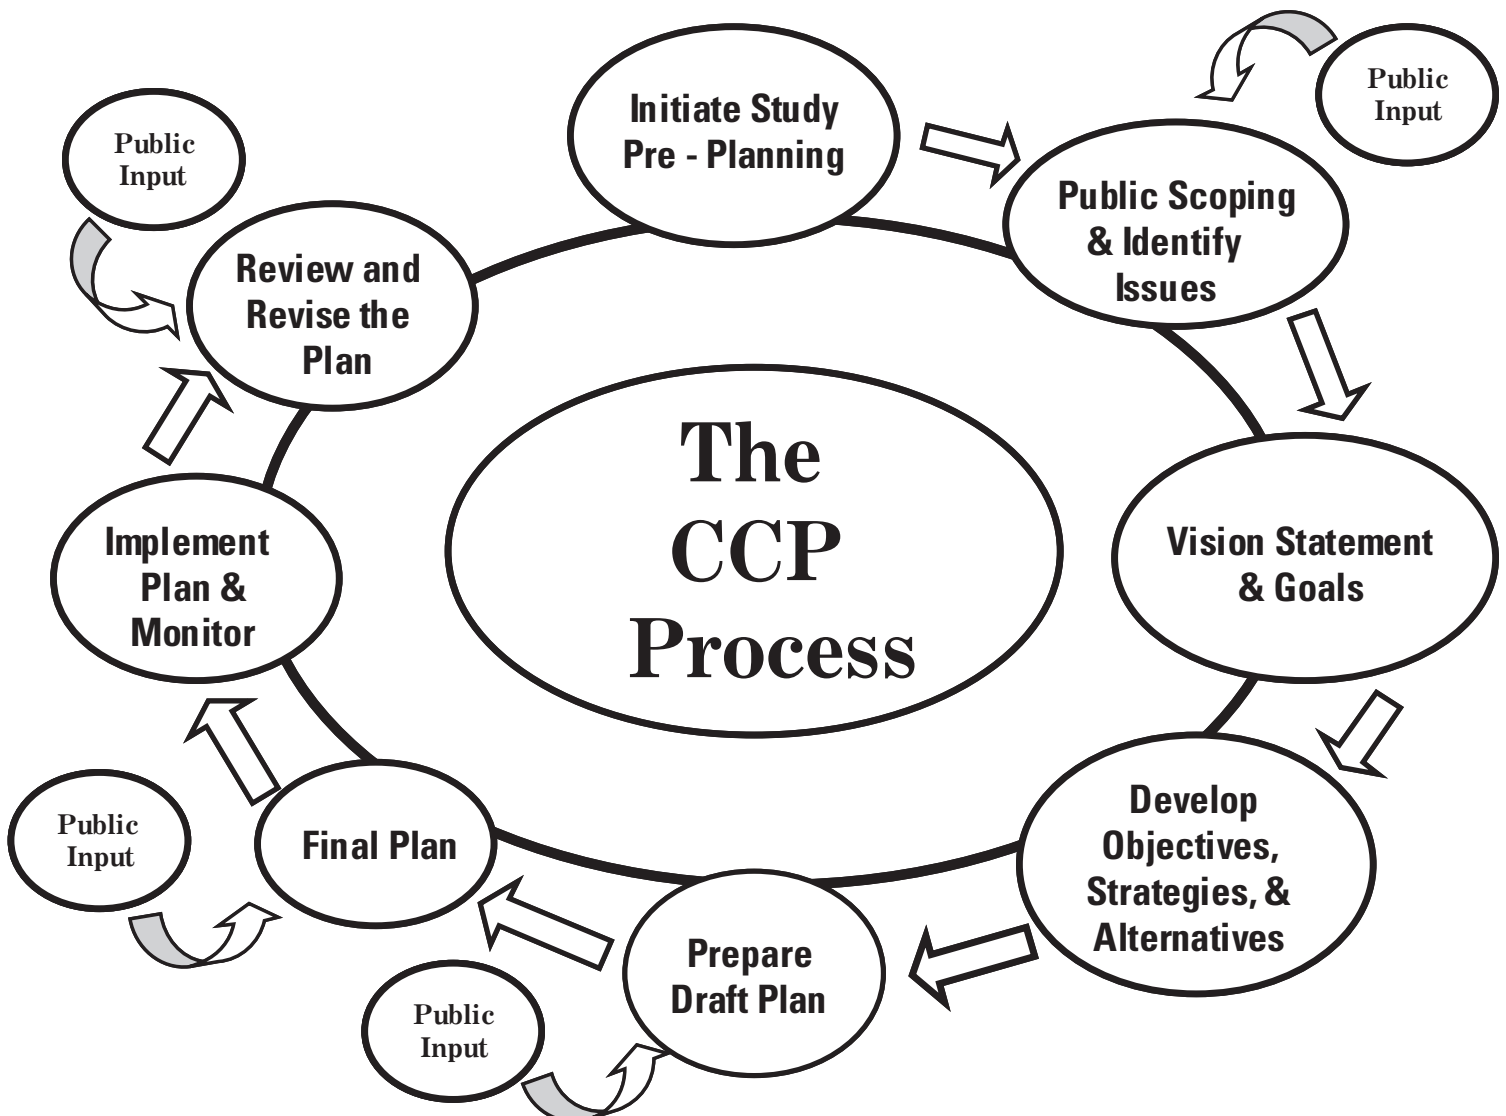 Initiate Study
Pre - Planning
Public
Input
Public Scoping
& Identify
Issues
Vision Statement
& Goals
Develop
Objectives,
Strategies, &
Alternatives
Prepare
Draft Plan
Public
Input
Final Plan
Public
Input
Implement
Plan &
Monitor
Review and
Revise the
Plan
Public
Input
The
CCP
Process